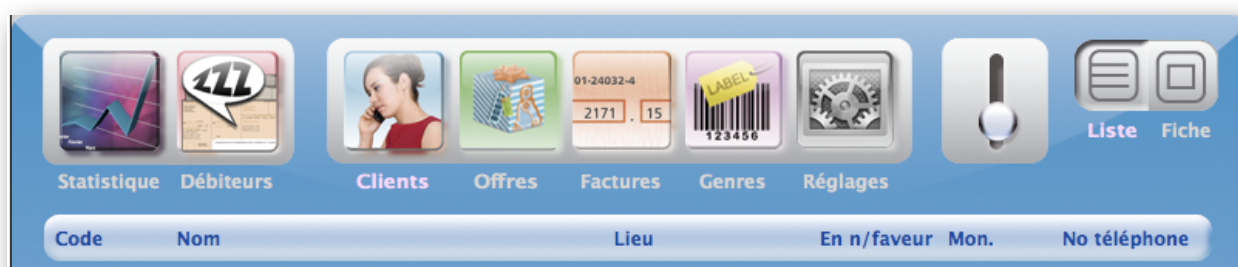 ZZZ
01-24032-4
2171 . 15
LABEL
123456
Liste Fiche
Statistique Débiteurs Clients Offres Factures Genres Réglages
Code Nom Lieu En n/faveur Mon. No téléphone